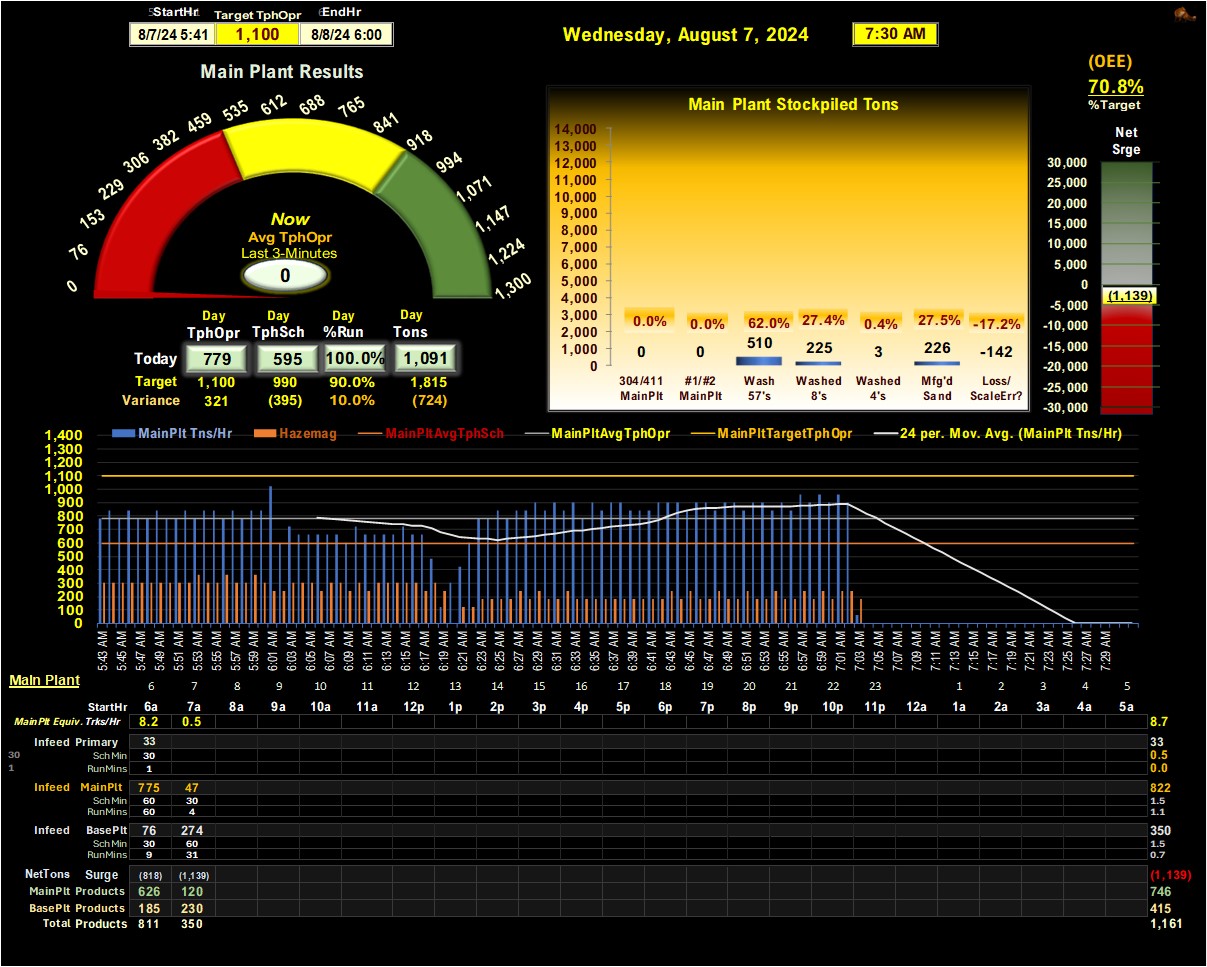 StartHr Target TphOpr EndHr
8/7/24 5:41 1,100 8/8/24 6:00
Wednesday, August 7, 2024 7:30 AM
(OEE)
70.8%
%Target
Main Plant Results
0 76 153 229 306 382 459 535 612 688 765 841 918 994 1,071 1,147 1,224 1,300
Now
Avg TphOpr
Last 3-Minutes
0
Day Day Day Day
TphOpr TphSch %Run Tons
Today 779 595 100.0% 1,091
Target 1,100 990 90.0% 1,815
Variance 321 (395) 10.0% (724)
Main Plant Stockpiled Tons
14,000
13,000
12,000
11,000
10,000
9,000
8,000
7,000
6,000
5,000
4,000
3,000
2,000
1,000
0
0.0% 0.0% 62.0% 27.4% 0.4% 27.5% -17.2%
0 0 510 225 3 226 -142
304/411 #1/#2 Wash Washed Washed Mfg'd Loss/
MainPlt MainPlt 57's 8's 4's Sand ScaleErr?
Net
Srge
30,000
25,000
20,000
15,000
10,000
5,000
0
(1,139)
-5,000
-10,000
-15,000
-20,000
-25,000
-30,000
MainPlt Tns/Hr Hazemag MainPltAvgTphSch MainPltAvgTphOpr MainPltTargetTphOpr 24 per. Mov. Avg. (MainPlt Tns/Hr)
1,400
1,300
1,200
1,100
1,000
900
800
700
600
500
400
300
200
100
0
5:43 AM 5:45 AM 5:47 AM 5:49 AM 5:51 AM 5:53 AM 5:55 AM 5:57 AM 5:59 AM 6:01 AM 6:03 AM 6:05 AM 6:07 AM 6:09 AM 6:11 AM 6:13 AM 6:15 AM 6:17 AM 6:19 AM 6:21 AM 6:23 AM 6:25 AM 6:27 AM 6:29 AM 6:31 AM 6:33 AM 6:35 AM 6:37 AM 6:39 AM 6:41 AM 6:43 AM 6:45 AM 6:47 AM 6:49 AM 6:51 AM 6:53 AM 6:55 AM 6:57 AM 6:59 AM 7:01 AM 7:03 AM 7:05 AM 7:07 AM 7:09 AM 7:11 AM 7:13 AM 7:15 AM 7:17 AM 7:19 AM 7:21 AM 7:23 AM 7:25 AM 7:27 AM 7:29 AM
Main Plant
6 7 8 9 10 11 12 13 14 15 16 17 18 19 20 21 22 23 1 2 3 4 5
StartHr 6a 7a 8a 9a 10a 11a 12p 1p 2p 3p 4p 5p 6p 7p 8p 9p 10p 11p 12a 1a 2a 3a 4a 5a
MainPlt Equiv. Trks/Hr 8.2 0.5 8.7
Infeed Primary 33 33
30 Sch Min 30 0.5
1 RunMins 1 0.0
Infeed MainPlt 775 47 822
Sch Min 60 30 1.5
RunMins 60 4 1.1
Infeed BasePlt 76 274 350
Sch Min 30 60 1.5
RunMins 9 31 0.7
NetTons Surge (818) (1,139) (1,139)
MainPlt Products 626 120 746
BasePlt Products 185 230 415
Total Products 811 350 1,161